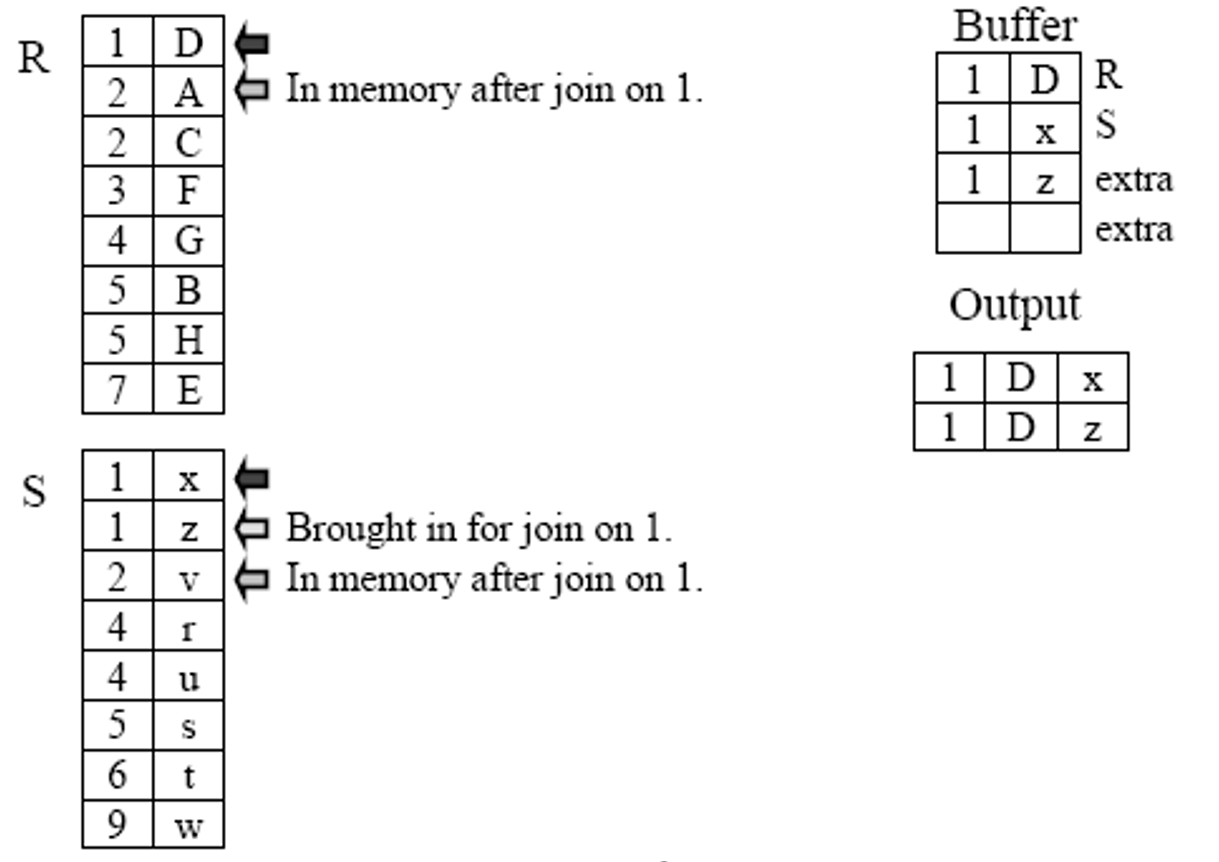 R
1 D
2 A In memory after join on 1.
2 C
3 F
4 G
5 B
5 H
7 E
S
1 x
1 z Brought in for join on 1.
2 v In memory after join on 1.
4 r
4 u
5 s
6 t
9 w
Buffer
1 D R
1 x S
1 z extra
extra
Output
1 D x
1 D z